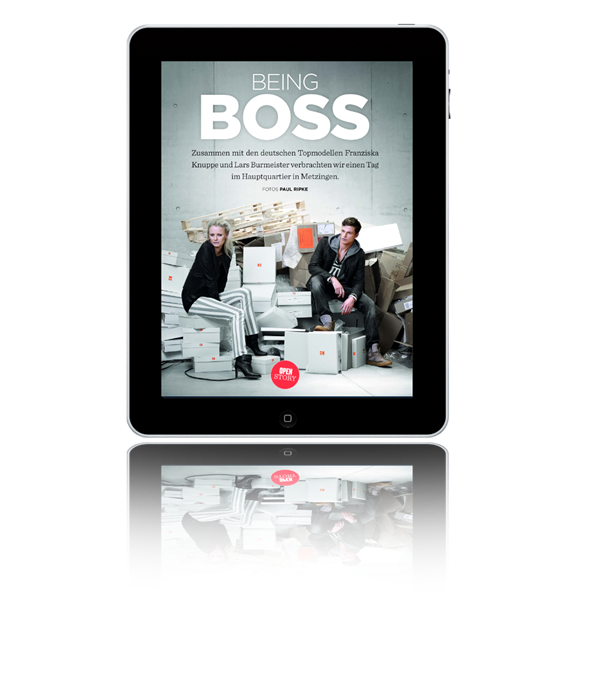 BEING
BOSS
Zusammen mit den deutschen Topmodellen Franziska
Knuppe und Lars Burmeister verbrachten wir einen Tag
im Hauptquartier in Metzingen.
FOTOS PAUL RIPKE
OPEN
STORY